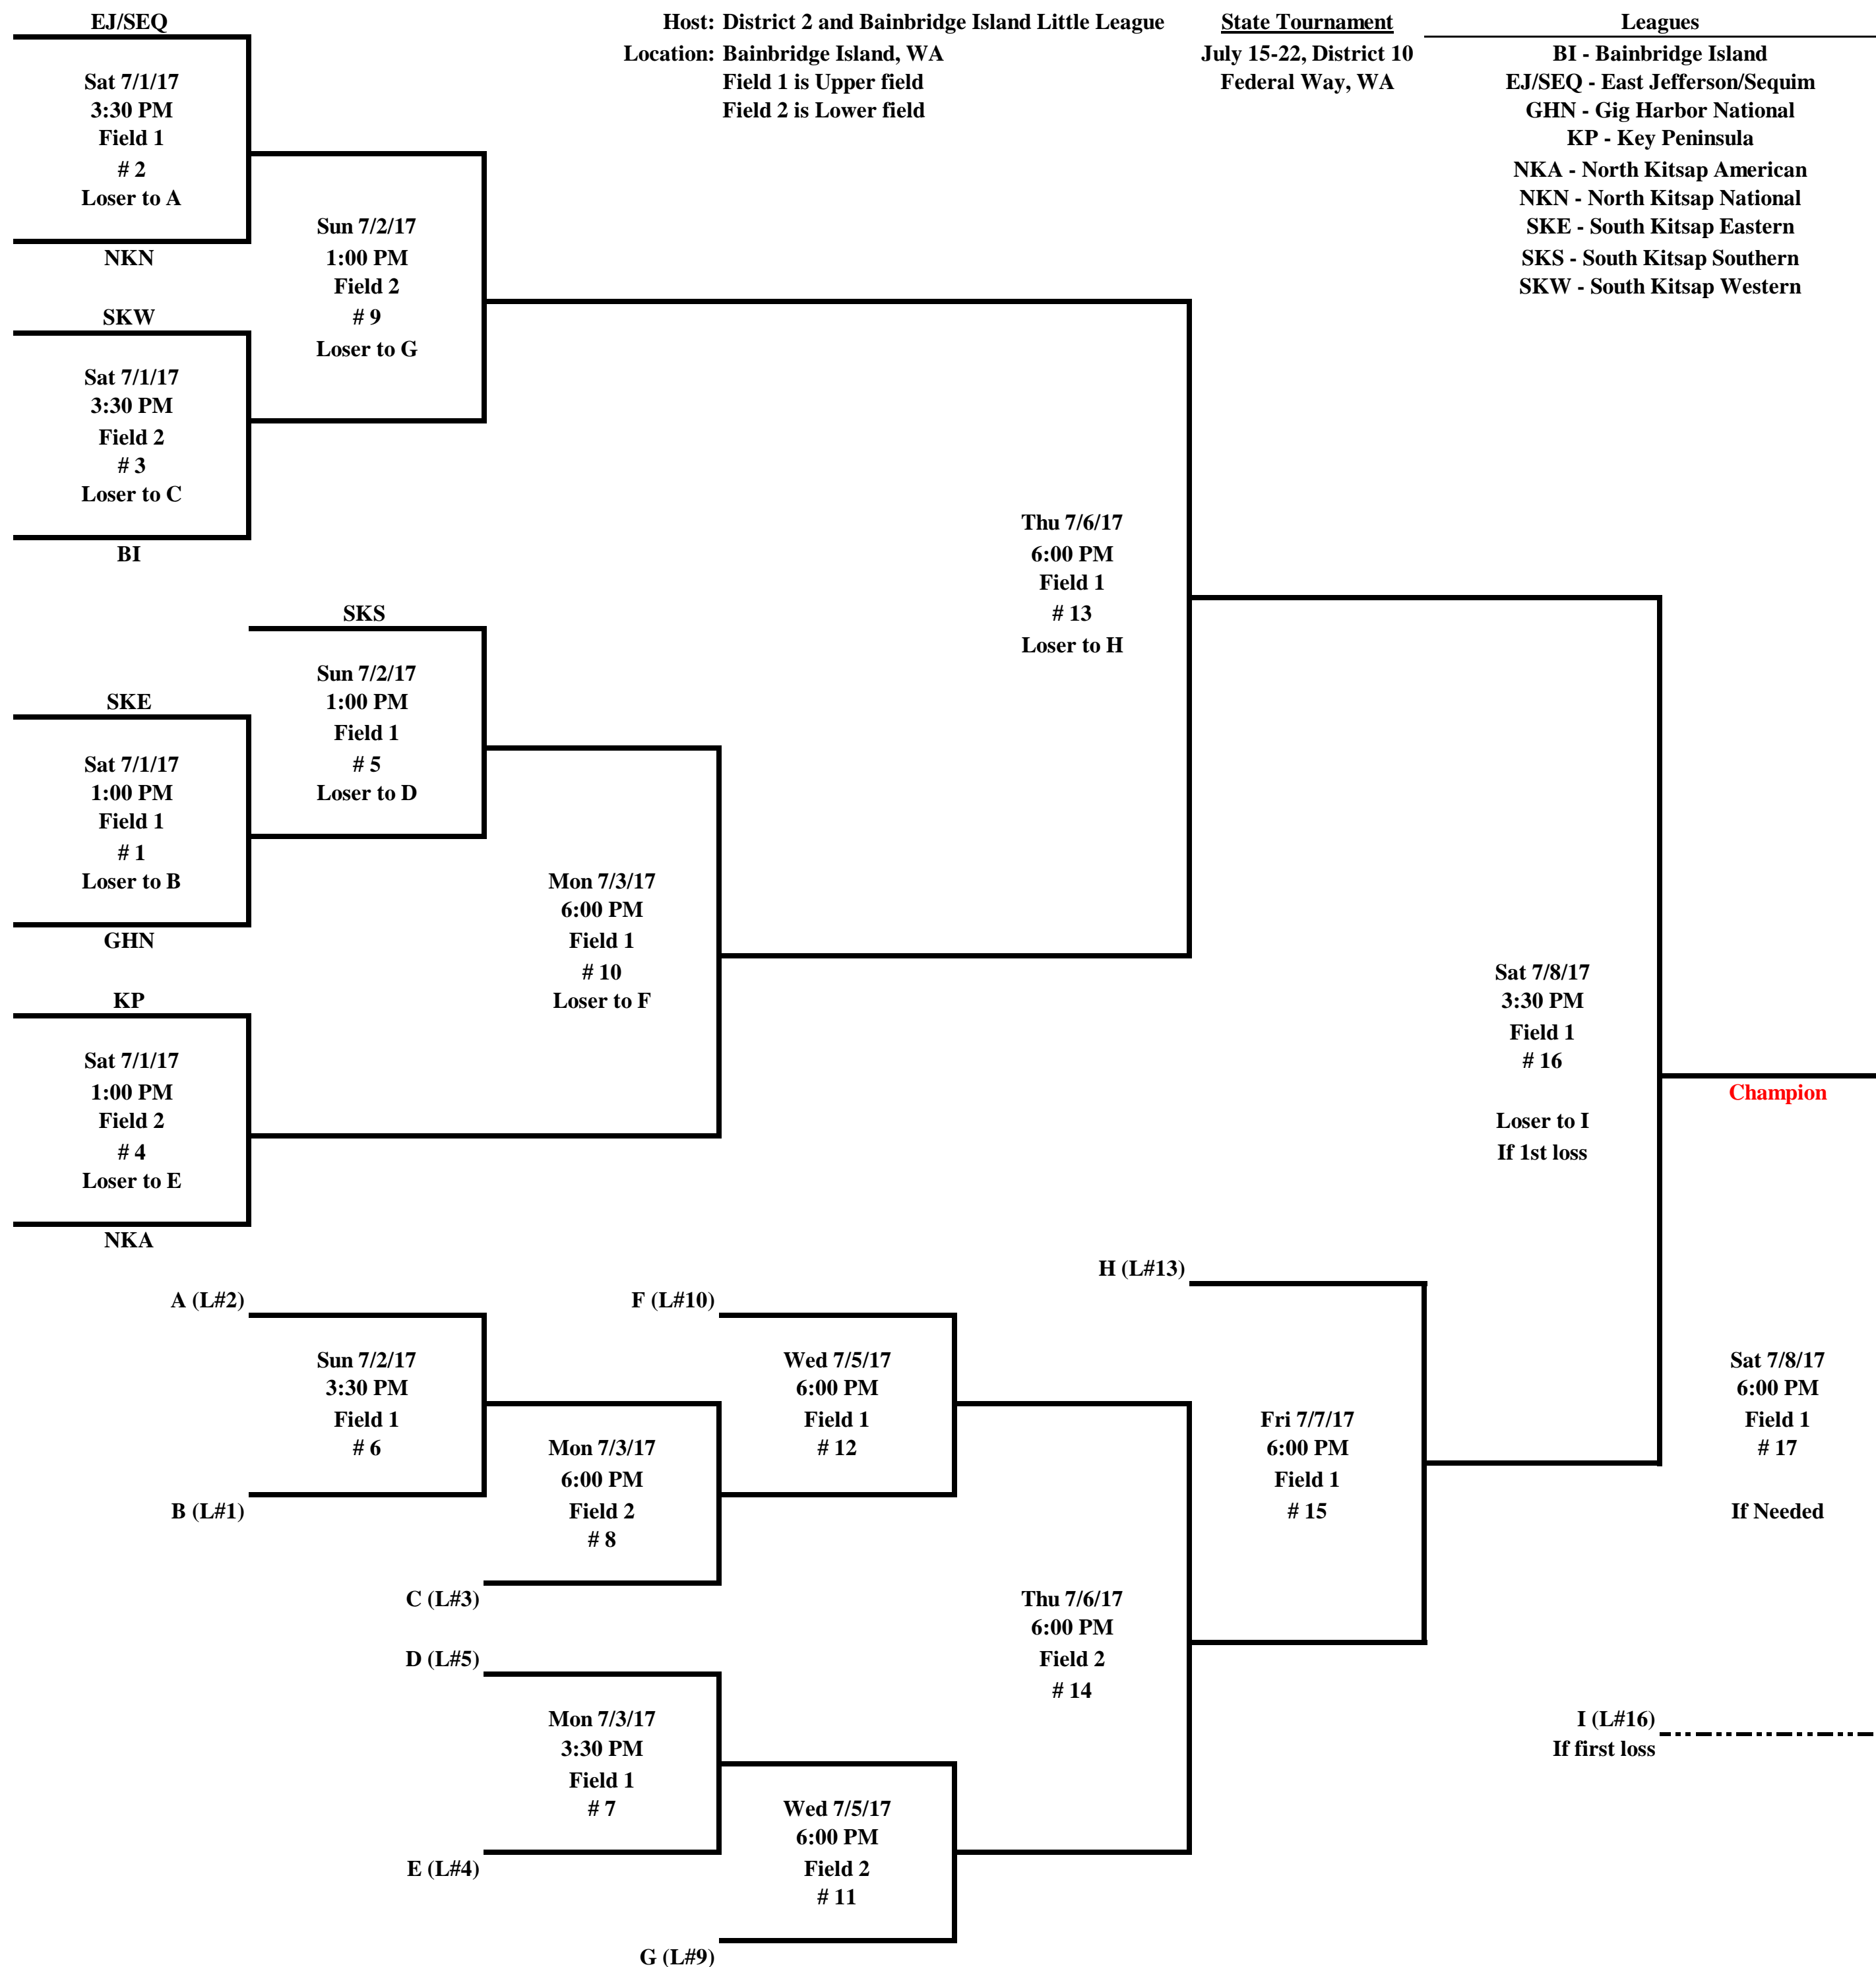 Host: District 2 and Bainbridge Island Little League
Location: Bainbridge Island, WA
Field 1 is Upper field
Field 2 is Lower field
State Tournament
July 15-22, District 10
Federal Way, WA
Leagues
BI - Bainbridge Island
EJ/SEQ - East Jefferson/Sequim
GHN - Gig Harbor National
KP - Key Peninsula
NKA - North Kitsap American
NKN - North Kitsap National
SKE - South Kitsap Eastern
SKS - South Kitsap Southern
SKW - South Kitsap Western
EJ/SEQ
Sat 7/1/17
3:30 PM
Field 1
# 2
Loser to A
NKN
Sun 7/2/17
1:00 PM
Field 2
# 9
Loser to G
SKW
Sat 7/1/17
3:30 PM
Field 2
# 3
Loser to C
BI
Thu 7/6/17
6:00 PM
Field 1
# 13
Loser to H
SKS
Sun 7/2/17
1:00 PM
Field 1
# 5
Loser to D
SKE
Sat 7/1/17
1:00 PM
Field 1
# 1
Loser to B
GHN
Mon 7/3/17
6:00 PM
Field 1
# 10
Loser to F
KP
Sat 7/1/17
1:00 PM
Field 2
# 4
Loser to E
NKA
Sat 7/8/17
3:30 PM
Field 1
# 16
Loser to I
If 1st loss
Champion
A (L#2)
Sun 7/2/17
3:30 PM
Field 1
# 6
B (L#1)
Mon 7/3/17
6:00 PM
Field 2
# 8
C (L#3)
F (L#10)
Wed 7/5/17
6:00 PM
Field 1
# 12
D (L#5)
Mon 7/3/17
3:30 PM
Field 1
# 7
E (L#4)
Wed 7/5/17
6:00 PM
Field 2
# 11
G (L#9)
Thu 7/6/17
6:00 PM
Field 2
# 14
H (L#13)
Fri 7/7/17
6:00 PM
Field 1
# 15
Sat 7/8/17
6:00 PM
Field 1
# 17
If Needed
I (L#16)
If first loss